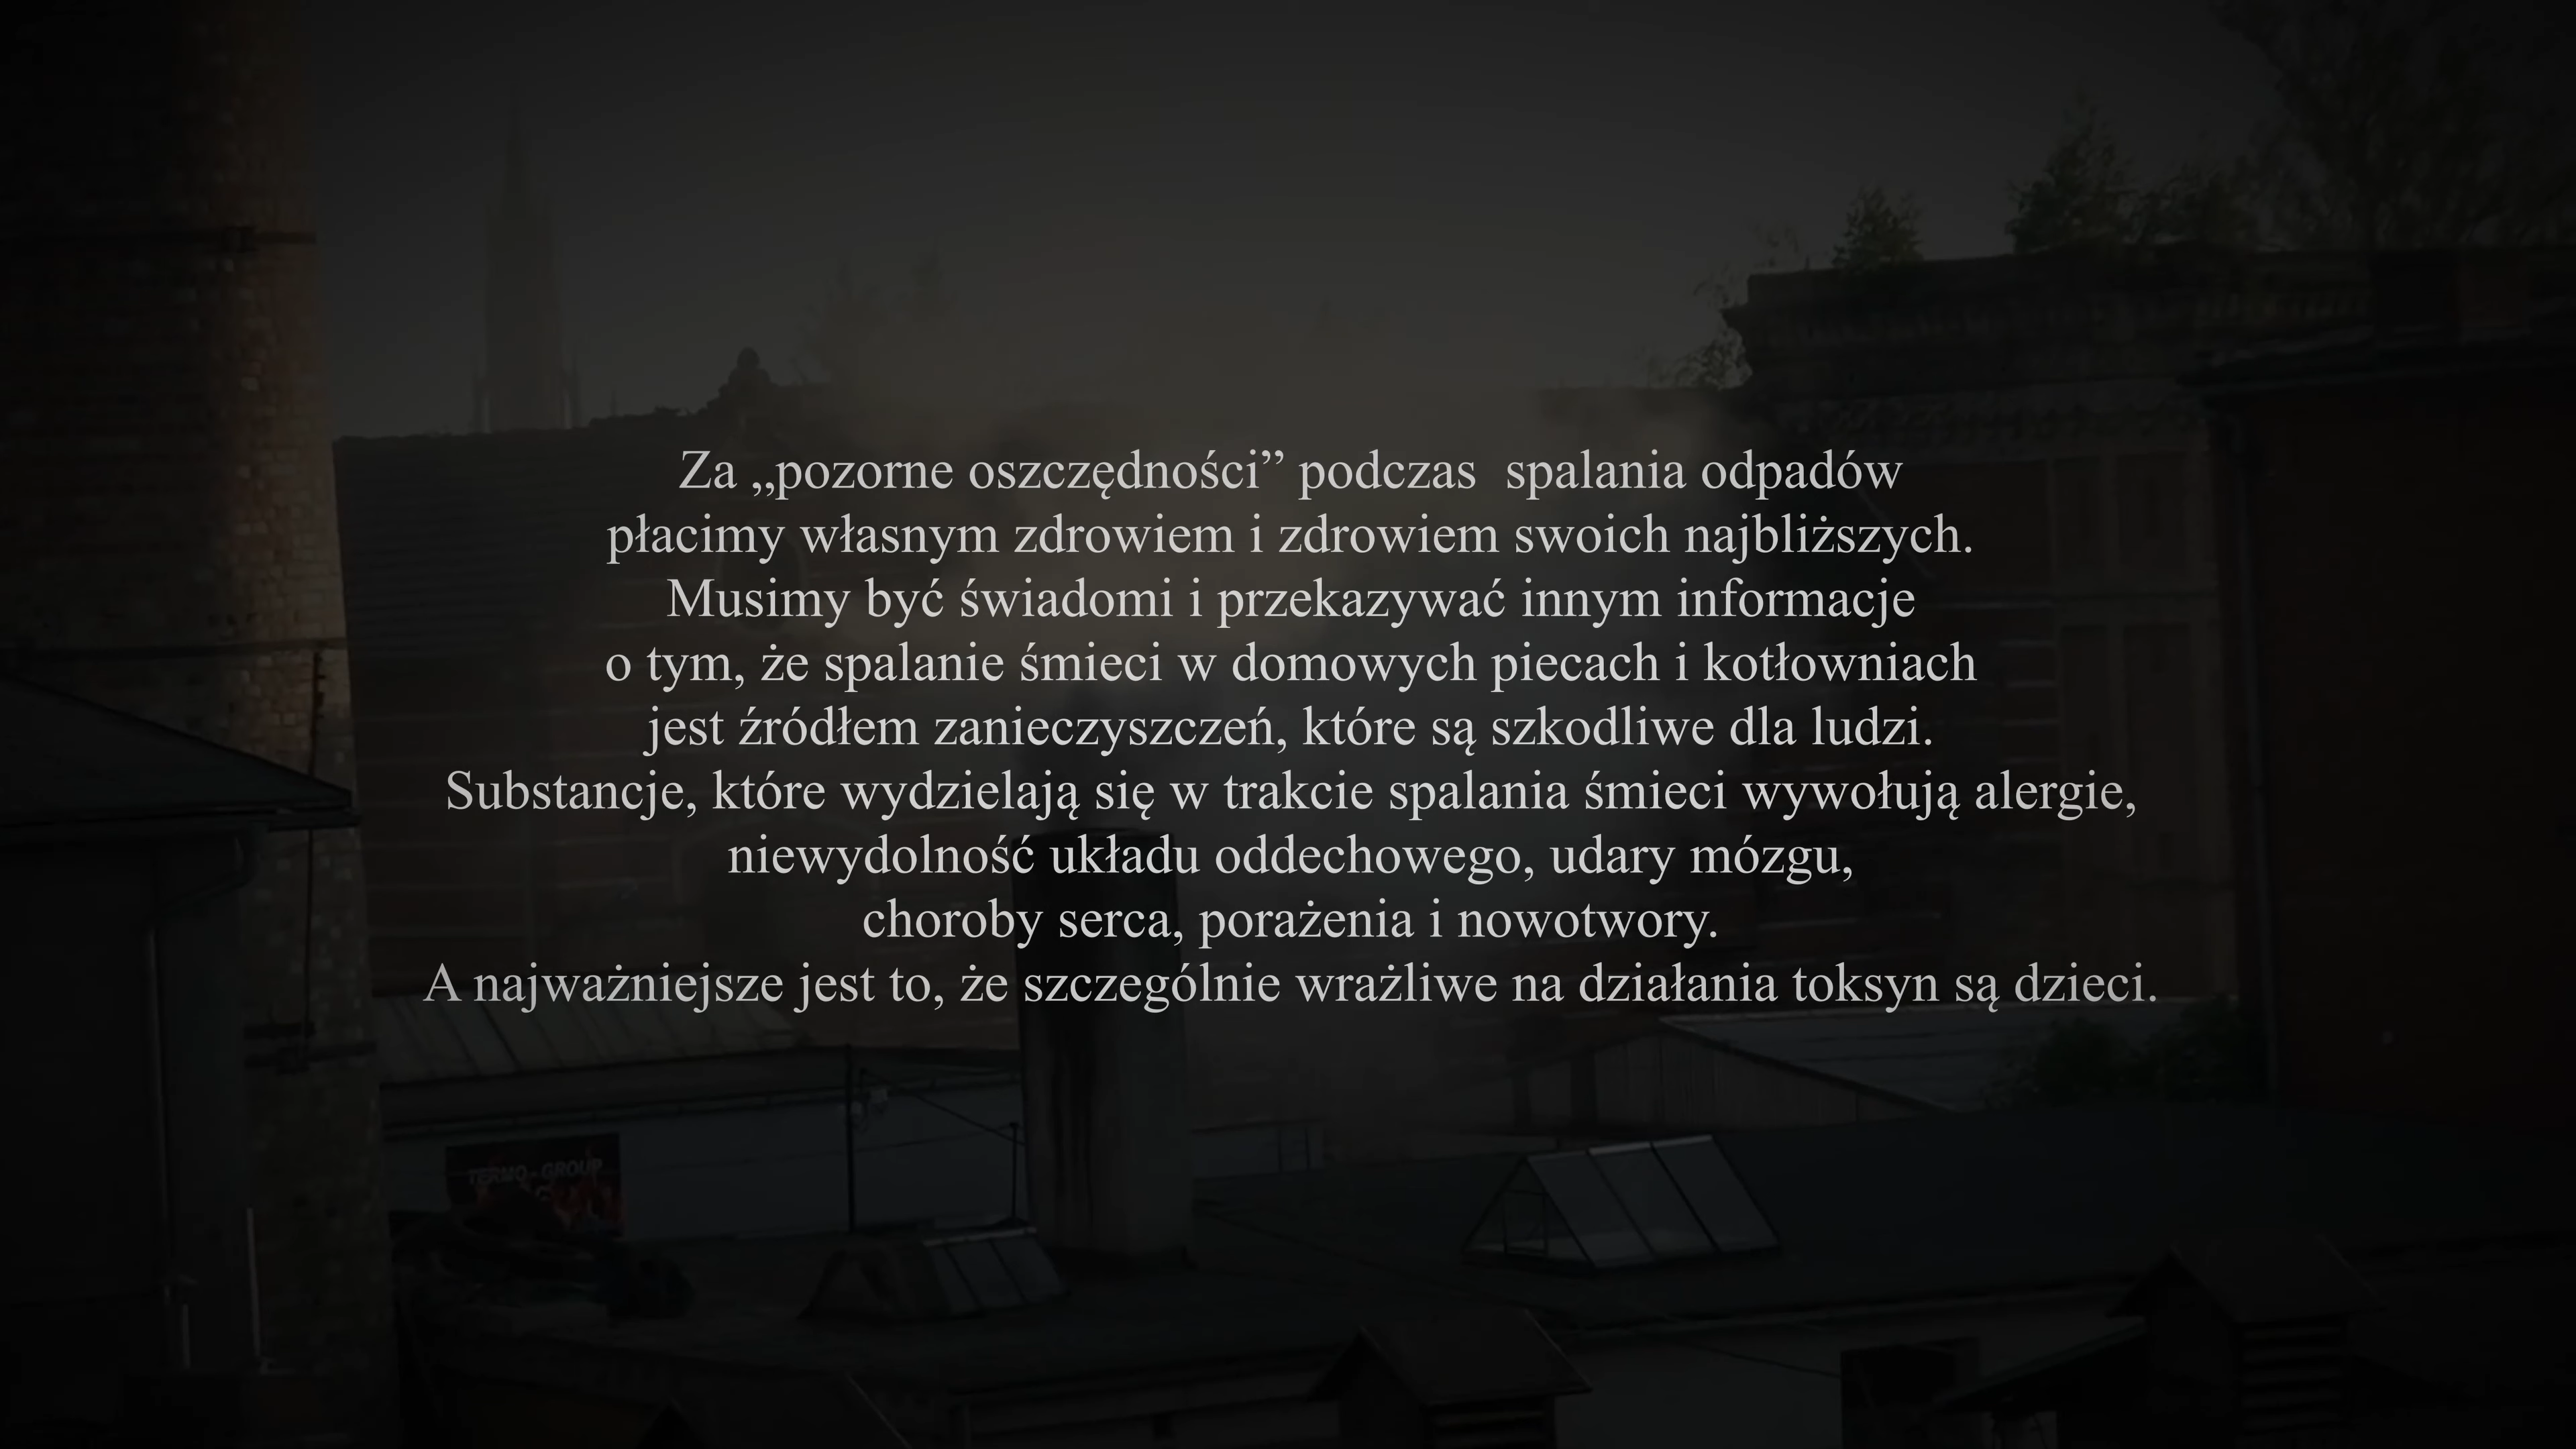 Za „pozorne oszczędności” podczas  spalania odpadów
płacimy własnym zdrowiem i zdrowiem swoich najbliższych.
Musimy być świadomi i przekazywać innym informacje
o tym, że spalanie śmieci w domowych piecach i kotłowniach
jest źródłem zanieczyszczeń, które są szkodliwe dla ludzi.
Substancje, które wydzielają się w trakcie spalania śmieci wywołują alergie,
niewydolność układu oddechowego, udary mózgu,
choroby serca, porażenia i nowotwory.
A najważniejsze jest to, że szczególnie wrażliwe na działania toksyn są dzieci.
TERMO - GROUP